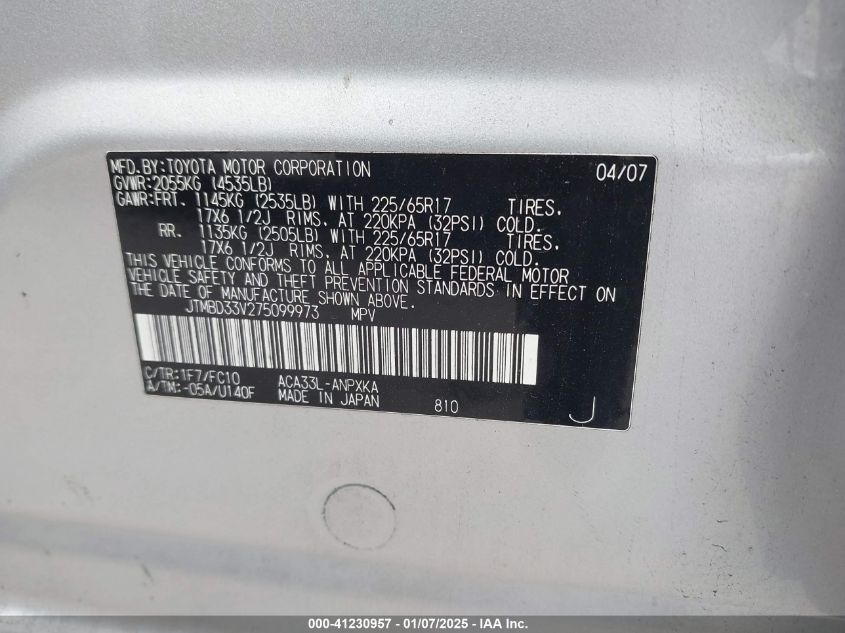 MFD.BY:TOYOTA MOTOR CORPORATION 04/07
GVWR:2055KG (4535LB)
GAWR:FRT. 1145KG (2535LB) WITH 225/65R17 TIRES.
17X6 1/2J RIMS. AT 220KPA (32PSI) COLD.
RR. 1135KG (2505LB) WITH 225/65R17 TIRES.
17X6 1/2J RIMS. AT 220KPA (32PSI) COLD.
THIS VEHICLE CONFORMS TO ALL APPLICABLE FEDERAL MOTOR
VEHICLE SAFETY AND THEFT PREVENTION STANDARDS IN EFFECT ON
THE DATE OF MANUFACTURE SHOWN ABOVE.
JTMBD33V275099973 MPV
C/TR:1F7/FC10 ACA33L-ANPXKA
A/TM:-05A/U140F MADE IN JAPAN 810 J
000-41230957 - 01/07/2025 - IAA Inc.